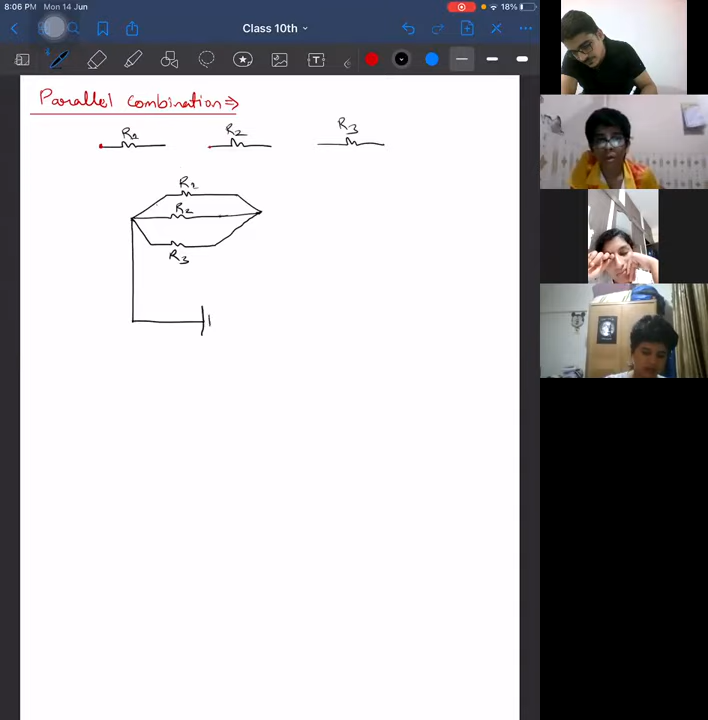 8:06 PM Mon 14 Jun
18%
Class 10th
T
Parallel Combination⇒
R1 R2 R3
R1
R2
R3